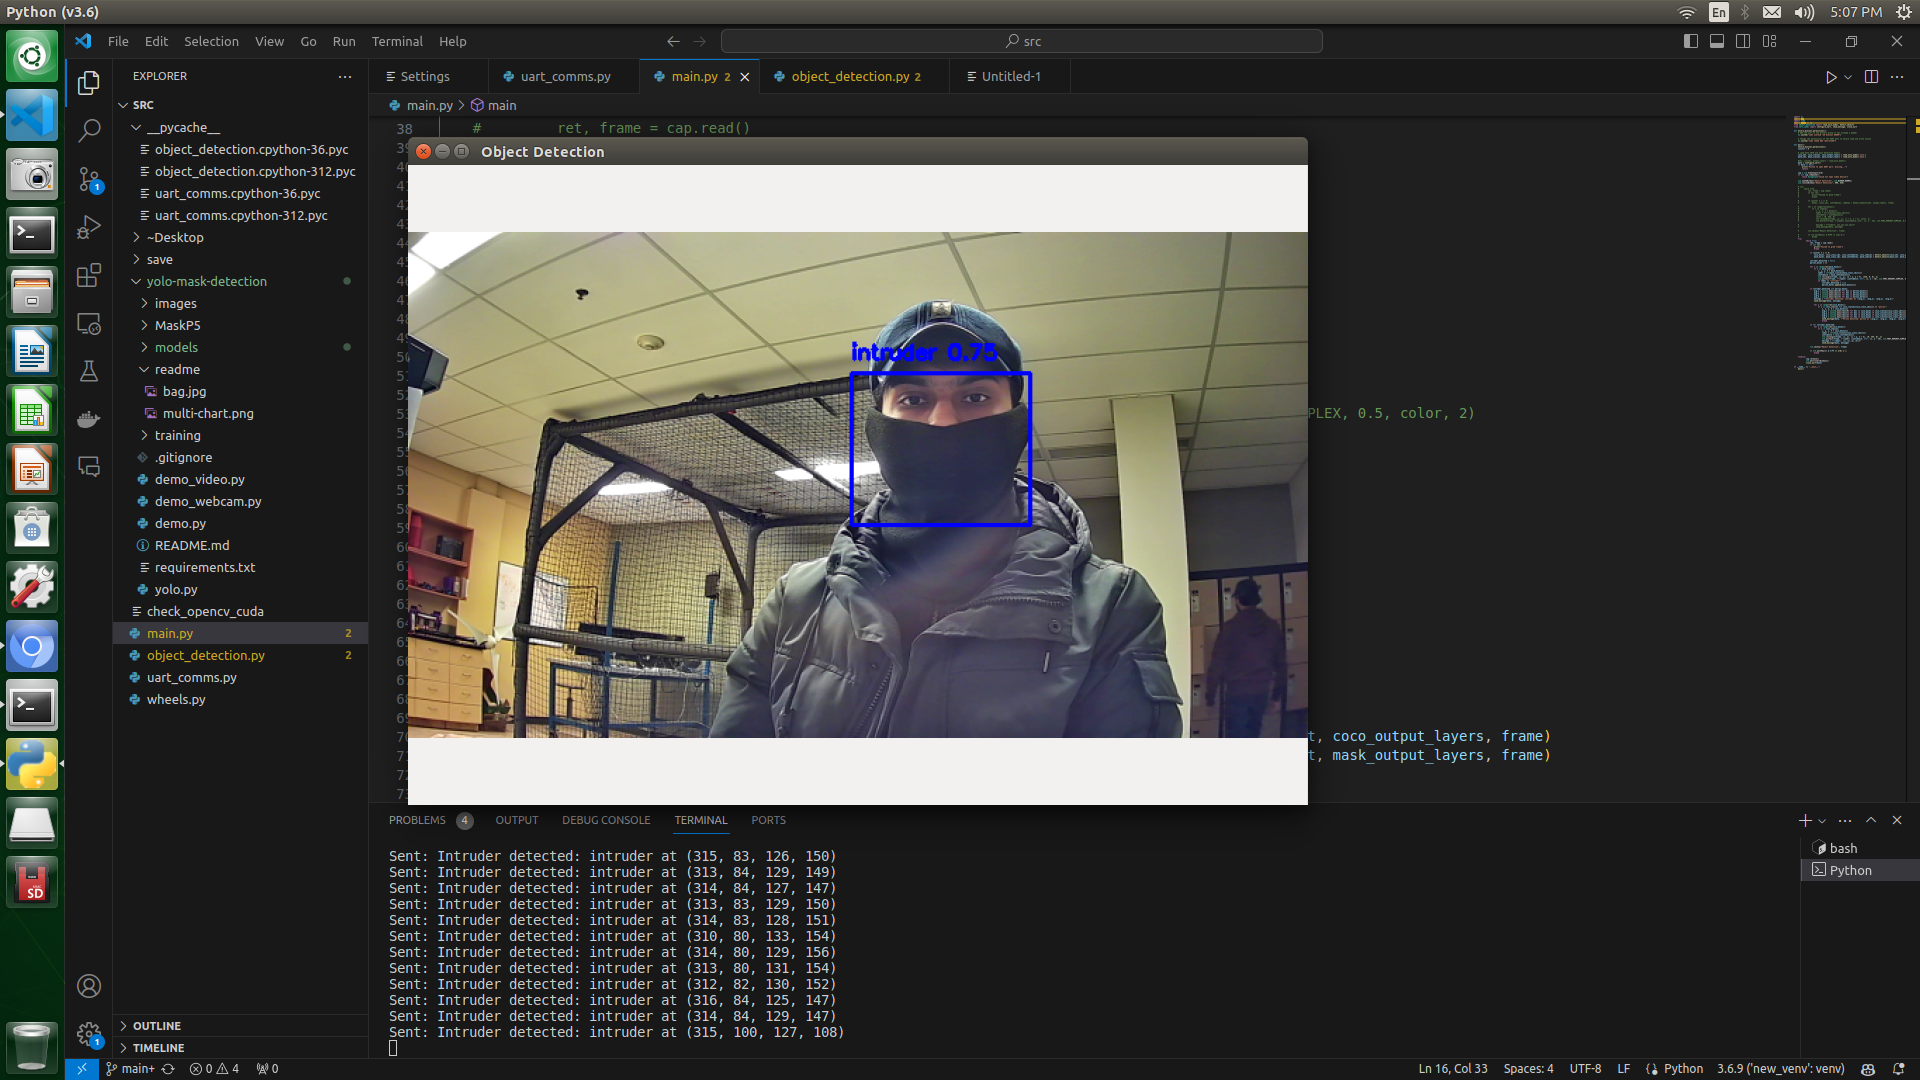 Python (v3.6)
En
5:07 PM
File Edit Selection View Go Run Terminal Help
src
EXPLORER
Settings
uart_comms.py
main.py 2
object_detection.py 2
Untitled-1
main.py > main
SRC
__pycache__
object_detection.cpython-36.pyc
object_detection.cpython-312.pyc
uart_comms.cpython-36.pyc
uart_comms.cpython-312.pyc
~Desktop
save
yolo-mask-detection
images
MaskP5
models
readme
bag.jpg
multi-chart.png
training
.gitignore
demo_video.py
demo_webcam.py
demo.py
README.md
requirements.txt
yolo.py
check_opencv_cuda
main.py 2
object_detection.py 2
uart_comms.py
wheels.py
OUTLINE
TIMELINE
1
1
SD
38 # ret, frame = cap.read()
Object Detection
intruder 0.75
PLEX, 0.5, color, 2)
t, coco_output_layers, frame)
t, mask_output_layers, frame)
PROBLEMS 4 OUTPUT DEBUG CONSOLE TERMINAL PORTS
bash
Python
Sent: Intruder detected: intruder at (315, 83, 126, 150)
Sent: Intruder detected: intruder at (313, 84, 129, 149)
Sent: Intruder detected: intruder at (314, 84, 127, 147)
Sent: Intruder detected: intruder at (313, 83, 129, 150)
Sent: Intruder detected: intruder at (314, 83, 128, 151)
Sent: Intruder detected: intruder at (310, 80, 133, 154)
Sent: Intruder detected: intruder at (314, 80, 129, 156)
Sent: Intruder detected: intruder at (313, 80, 131, 154)
Sent: Intruder detected: intruder at (312, 82, 130, 152)
Sent: Intruder detected: intruder at (316, 84, 125, 147)
Sent: Intruder detected: intruder at (314, 84, 129, 147)
Sent: Intruder detected: intruder at (315, 100, 127, 108)
main+ 0 4 0
Ln 16, Col 33 Spaces: 4 UTF-8 LF Python 3.6.9 ('new_venv': venv)